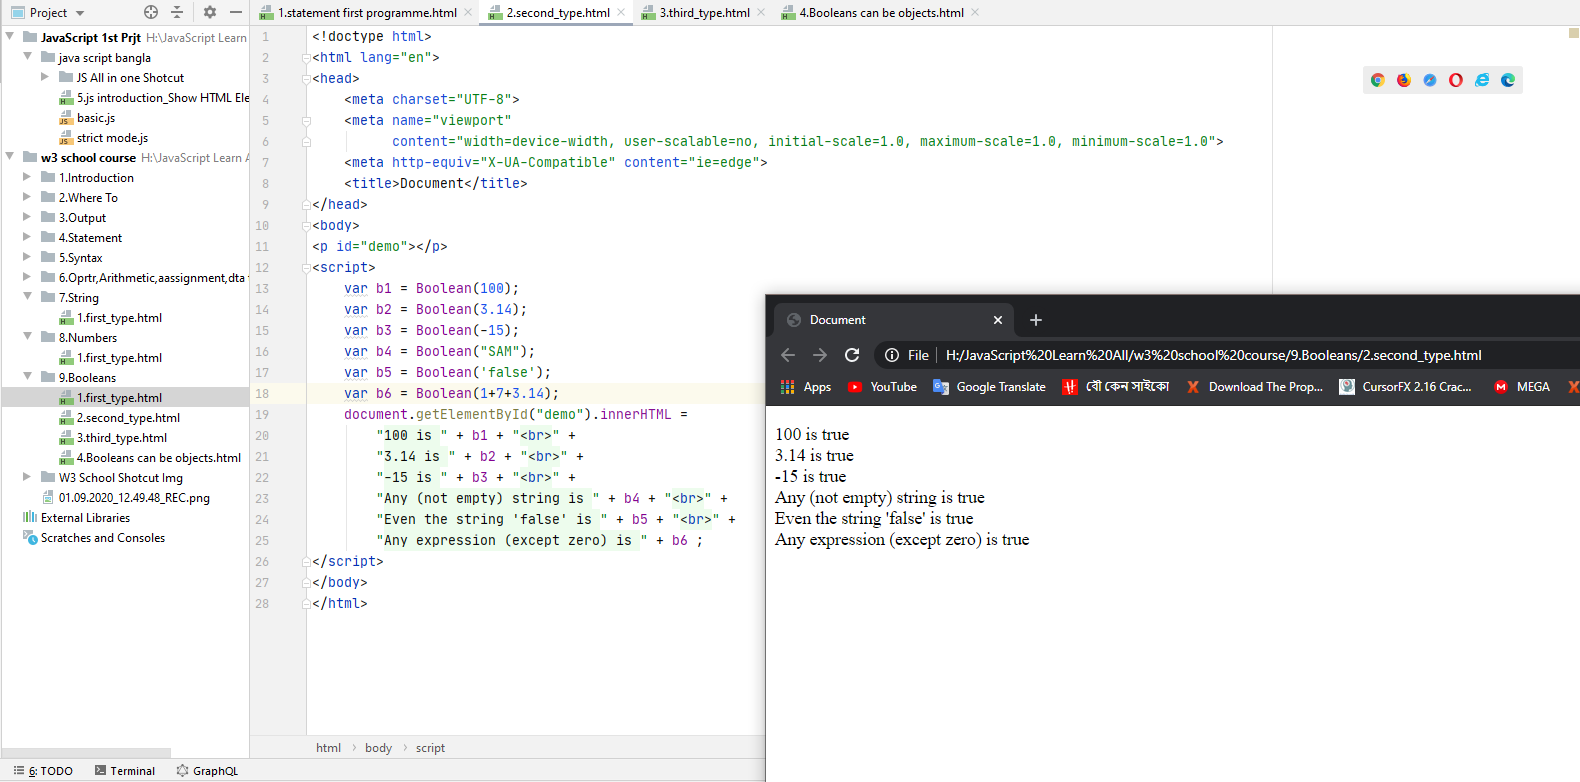 Project
1.statement first programme.html
2.second_type.html
3.third_type.html
4.Booleans can be objects.html
JavaScript 1st Prjt H:\JavaScript Learn
java script bangla
JS All in one Shotcut
5.js introduction_Show HTML Ele
basic.js
strict mode.js
w3 school course H:\JavaScript Learn A
1.Introduction
2.Where To
3.Output
4.Statement
5.Syntax
6.Oprtr,Arithmetic,aassignment,dta
7.String
1.first_type.html
8.Numbers
1.first_type.html
9.Booleans
1.first_type.html
2.second_type.html
3.third_type.html
4.Booleans can be objects.html
W3 School Shotcut Img
01.09.2020_12.49.48_REC.png
External Libraries
Scratches and Consoles
1 <!doctype html>
2 <html lang="en">
3 <head>
4 <meta charset="UTF-8">
5 <meta name="viewport"
6 content="width=device-width, user-scalable=no, initial-scale=1.0, maximum-scale=1.0, minimum-scale=1.0">
7 <meta http-equiv="X-UA-Compatible" content="ie=edge">
8 <title>Document</title>
9 </head>
10 <body>
11 <p id="demo"></p>
12 <script>
13 var b1 = Boolean(100);
14 var b2 = Boolean(3.14);
15 var b3 = Boolean(-15);
16 var b4 = Boolean("SAM");
17 var b5 = Boolean('false');
18 var b6 = Boolean(1+7+3.14);
19 document.getElementById("demo").innerHTML =
20 "100 is " + b1 + "<br>" +
21 "3.14 is " + b2 + "<br>" +
22 "-15 is " + b3 + "<br>" +
23 "Any (not empty) string is " + b4 + "<br>" +
24 "Even the string 'false' is " + b5 + "<br>" +
25 "Any expression (except zero) is " + b6 ;
26 </script>
27 </body>
28 </html>
html body script
6: TODO Terminal GraphQL
Document
File H:/JavaScript%20Learn%20All/w3%20school%20course/9.Booleans/2.second_type.html
Apps YouTube Google Translate বৌ কেন সাইকো Download The Prop... CursorFX 2.16 Crac... MEGA
100 is true
3.14 is true
-15 is true
Any (not empty) string is true
Even the string 'false' is true
Any expression (except zero) is true